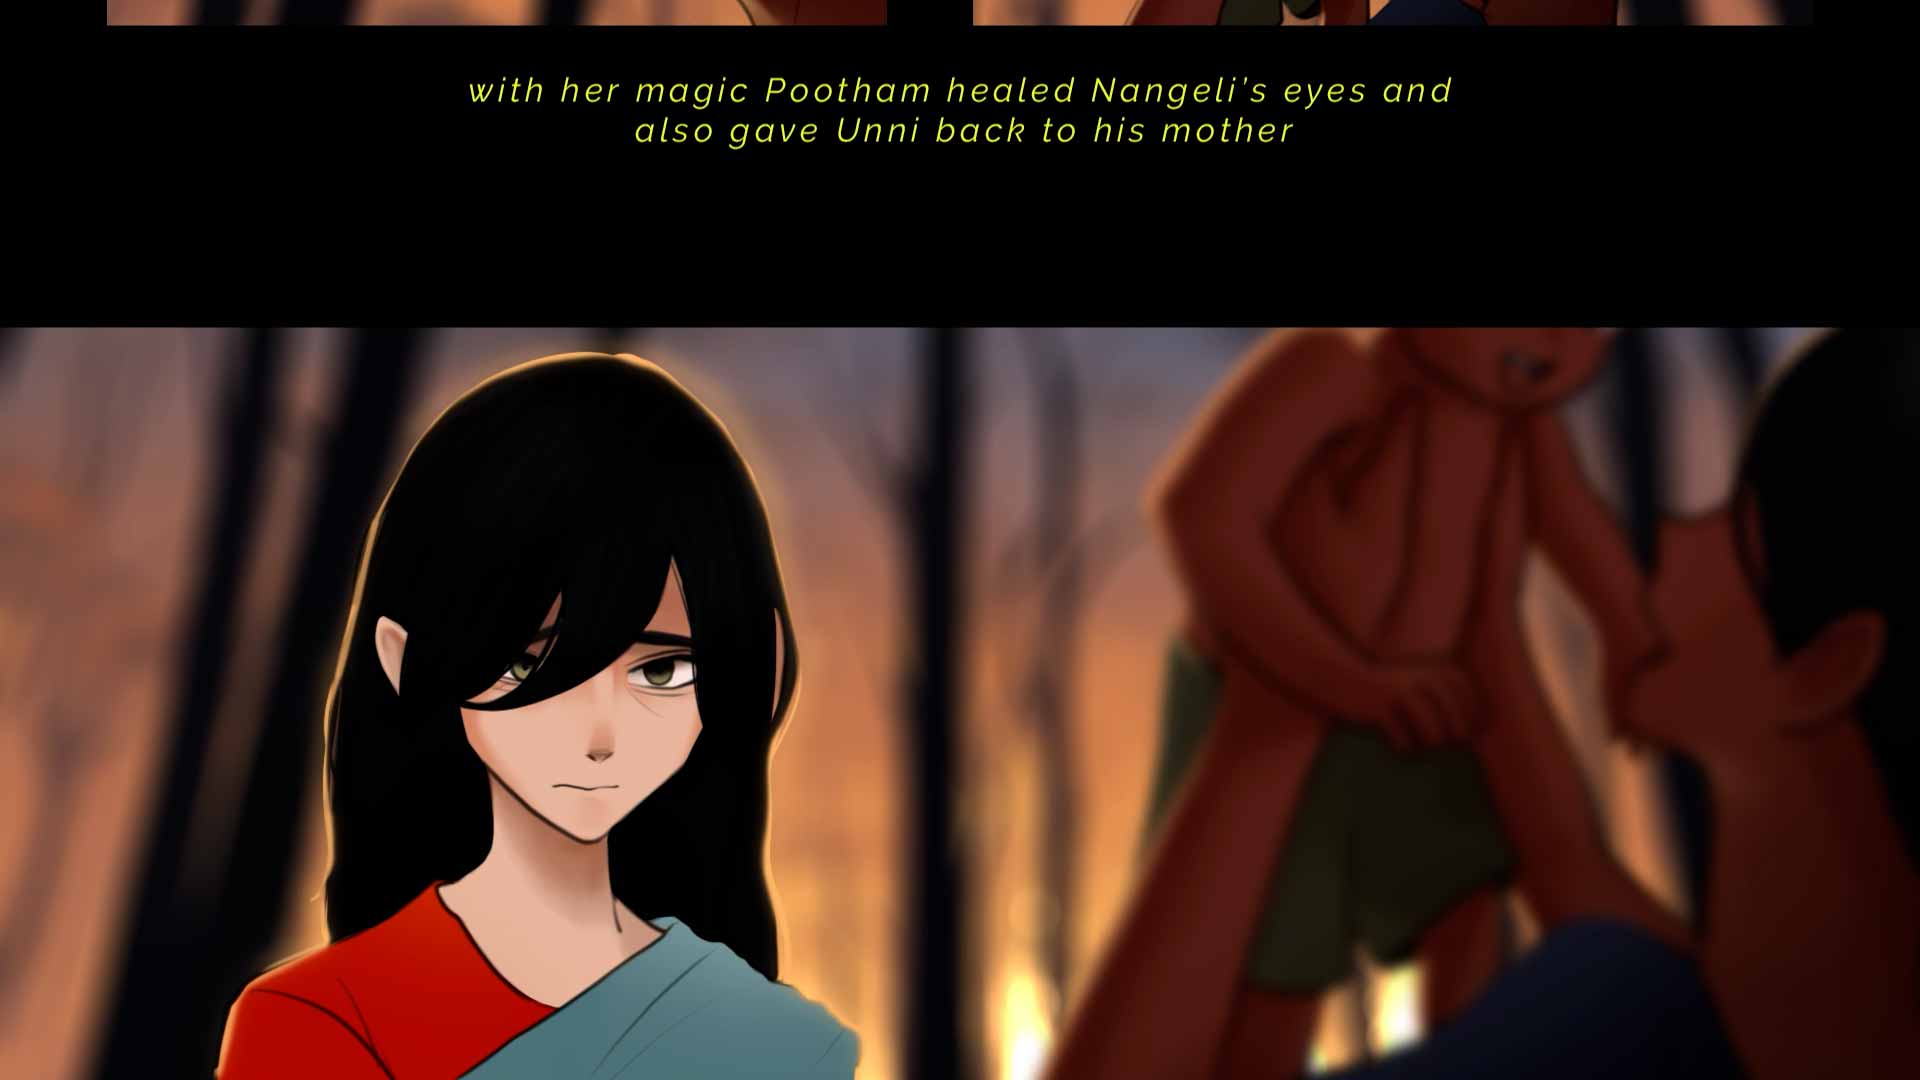 with her magic Pootham healed Nangeli's eyes and
also gave Unni back to his mother